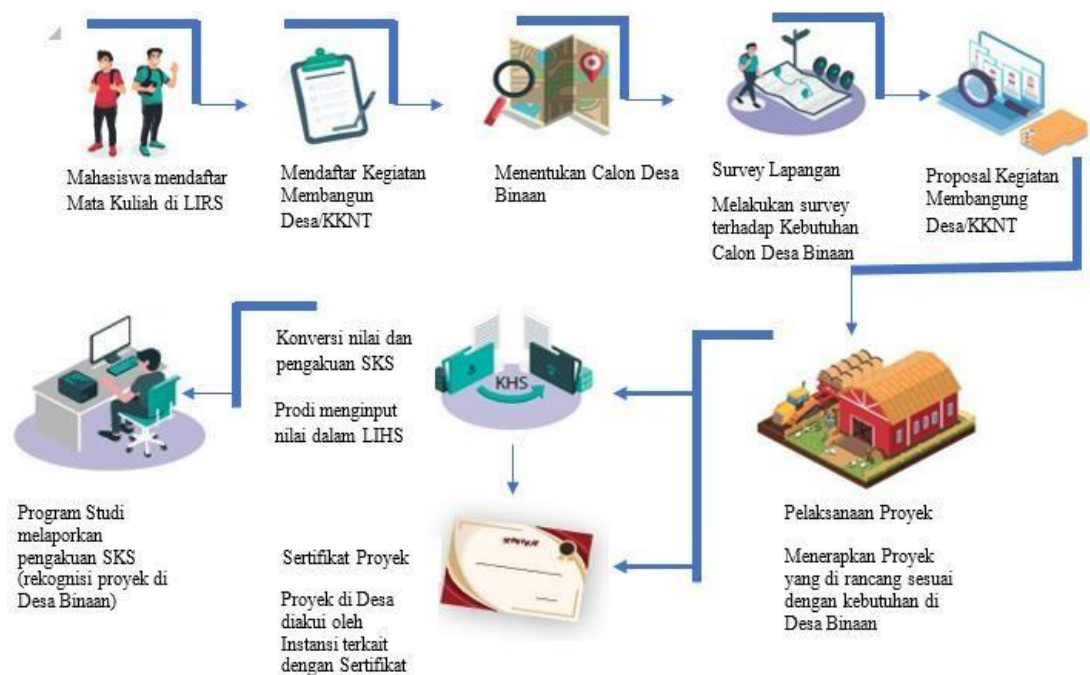 Mahasiswa mendaftar
Mata Kuliah di LIRS
Mendaftar Kegiatan
Membangun
Desa/KKNT
Menentukan Calon Desa
Binaan
Survey Lapangan
Melakukan survey
terhadap Kebutuhan
Calon Desa Binaan
Proposal Kegiatan
Membangung
Desa/KKNT
Konversi nilai dan
pengakuan SKS
Prodi menginput
nilai dalam LIHS
KHS
Program Studi
melaporkan
pengakuan SKS
(rekognisi proyek di
Desa Binaan)
Sertifikat Proyek
Proyek di Desa
diakui oleh
Instansi terkait
dengan Sertifikat
Pelaksanaan Proyek
Menerapkan Proyek
yang di rancang sesuai
dengan kebutuhan di
Desa Binaan